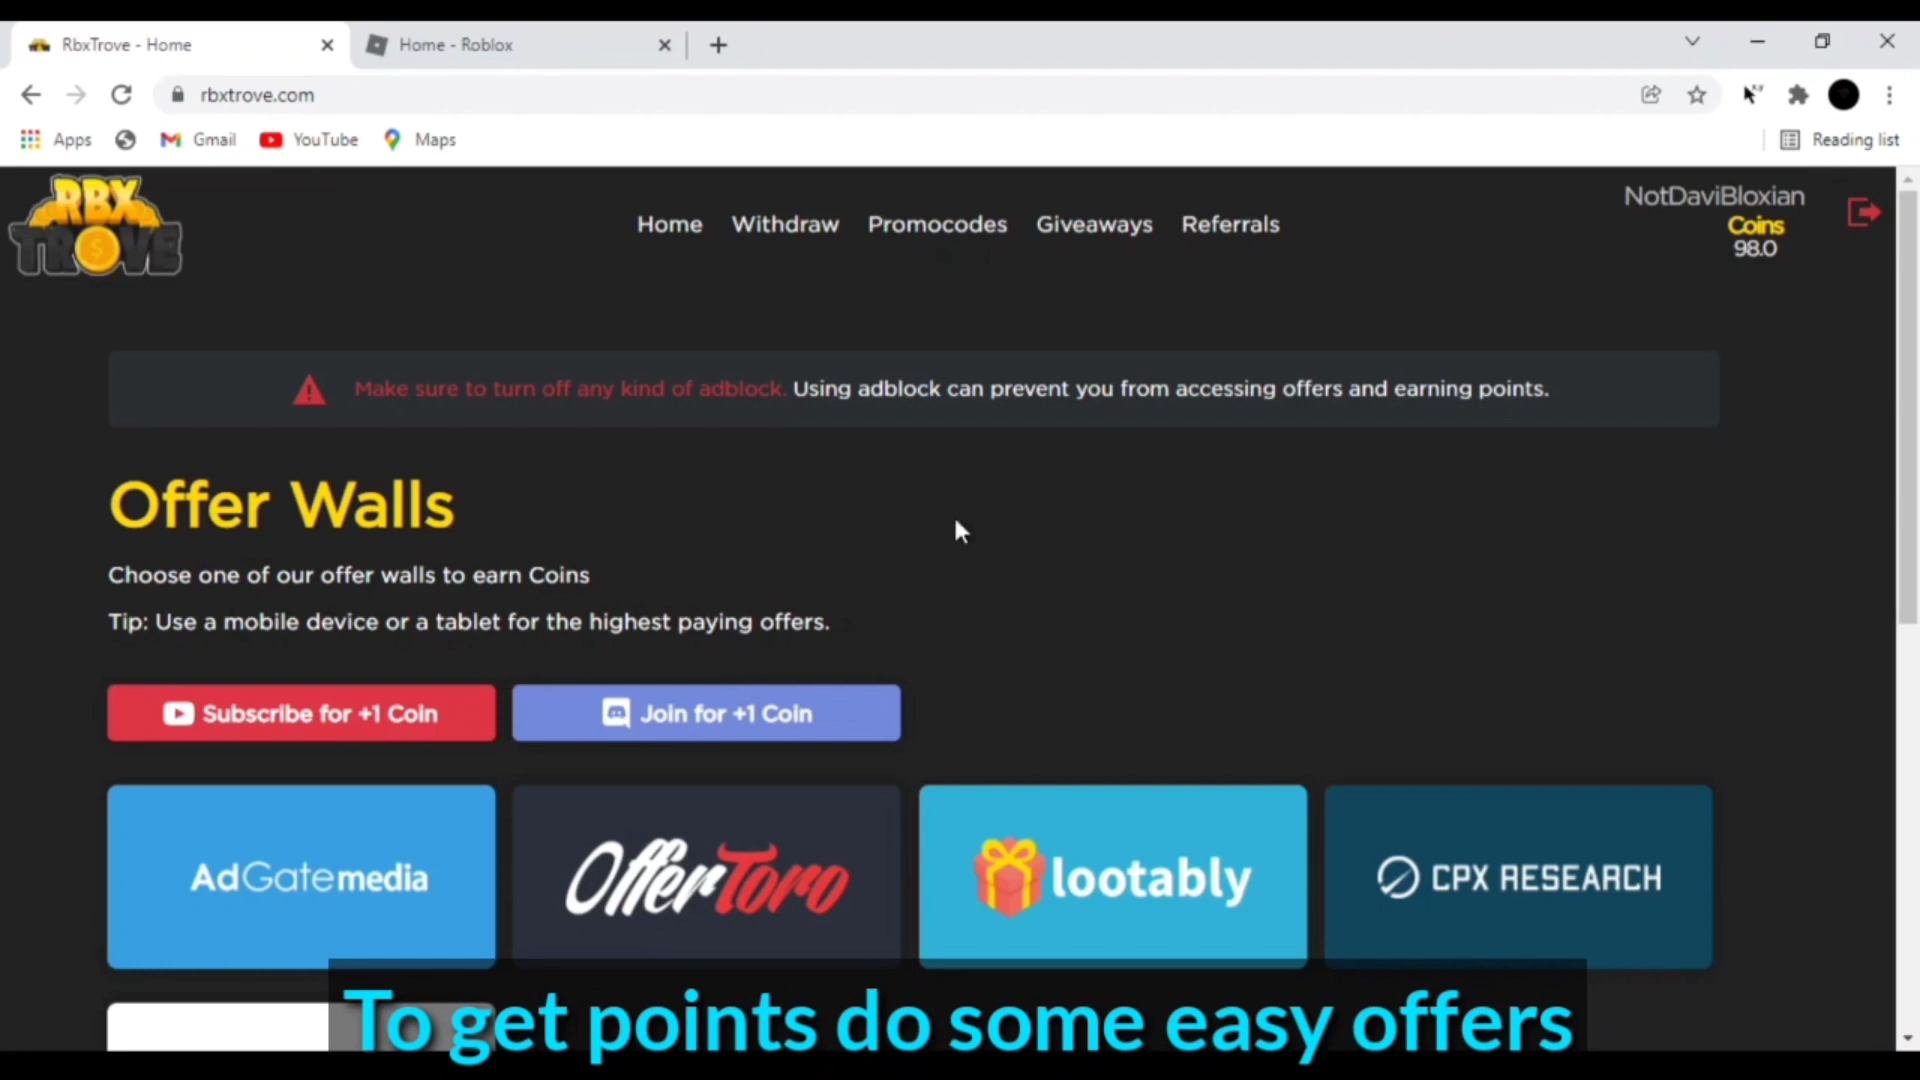 RbxTrove - Home
Home - Roblox
rbxtrove.com
Apps
Gmail
YouTube
Maps
Reading list
RBX
TROVE
Home
Withdraw
Promocodes
Giveaways
Referrals
NotDaviBloxian
Coins
98.0
Make sure to turn off any kind of adblock. Using adblock can prevent you from accessing offers and earning points.
Offer Walls
Choose one of our offer walls to earn Coins
Tip: Use a mobile device or a tablet for the highest paying offers.
Subscribe for +1 Coin
Join for +1 Coin
AdGatemedia
OfferToro
lootably
CPX RESEARCH
To get points do some easy offers